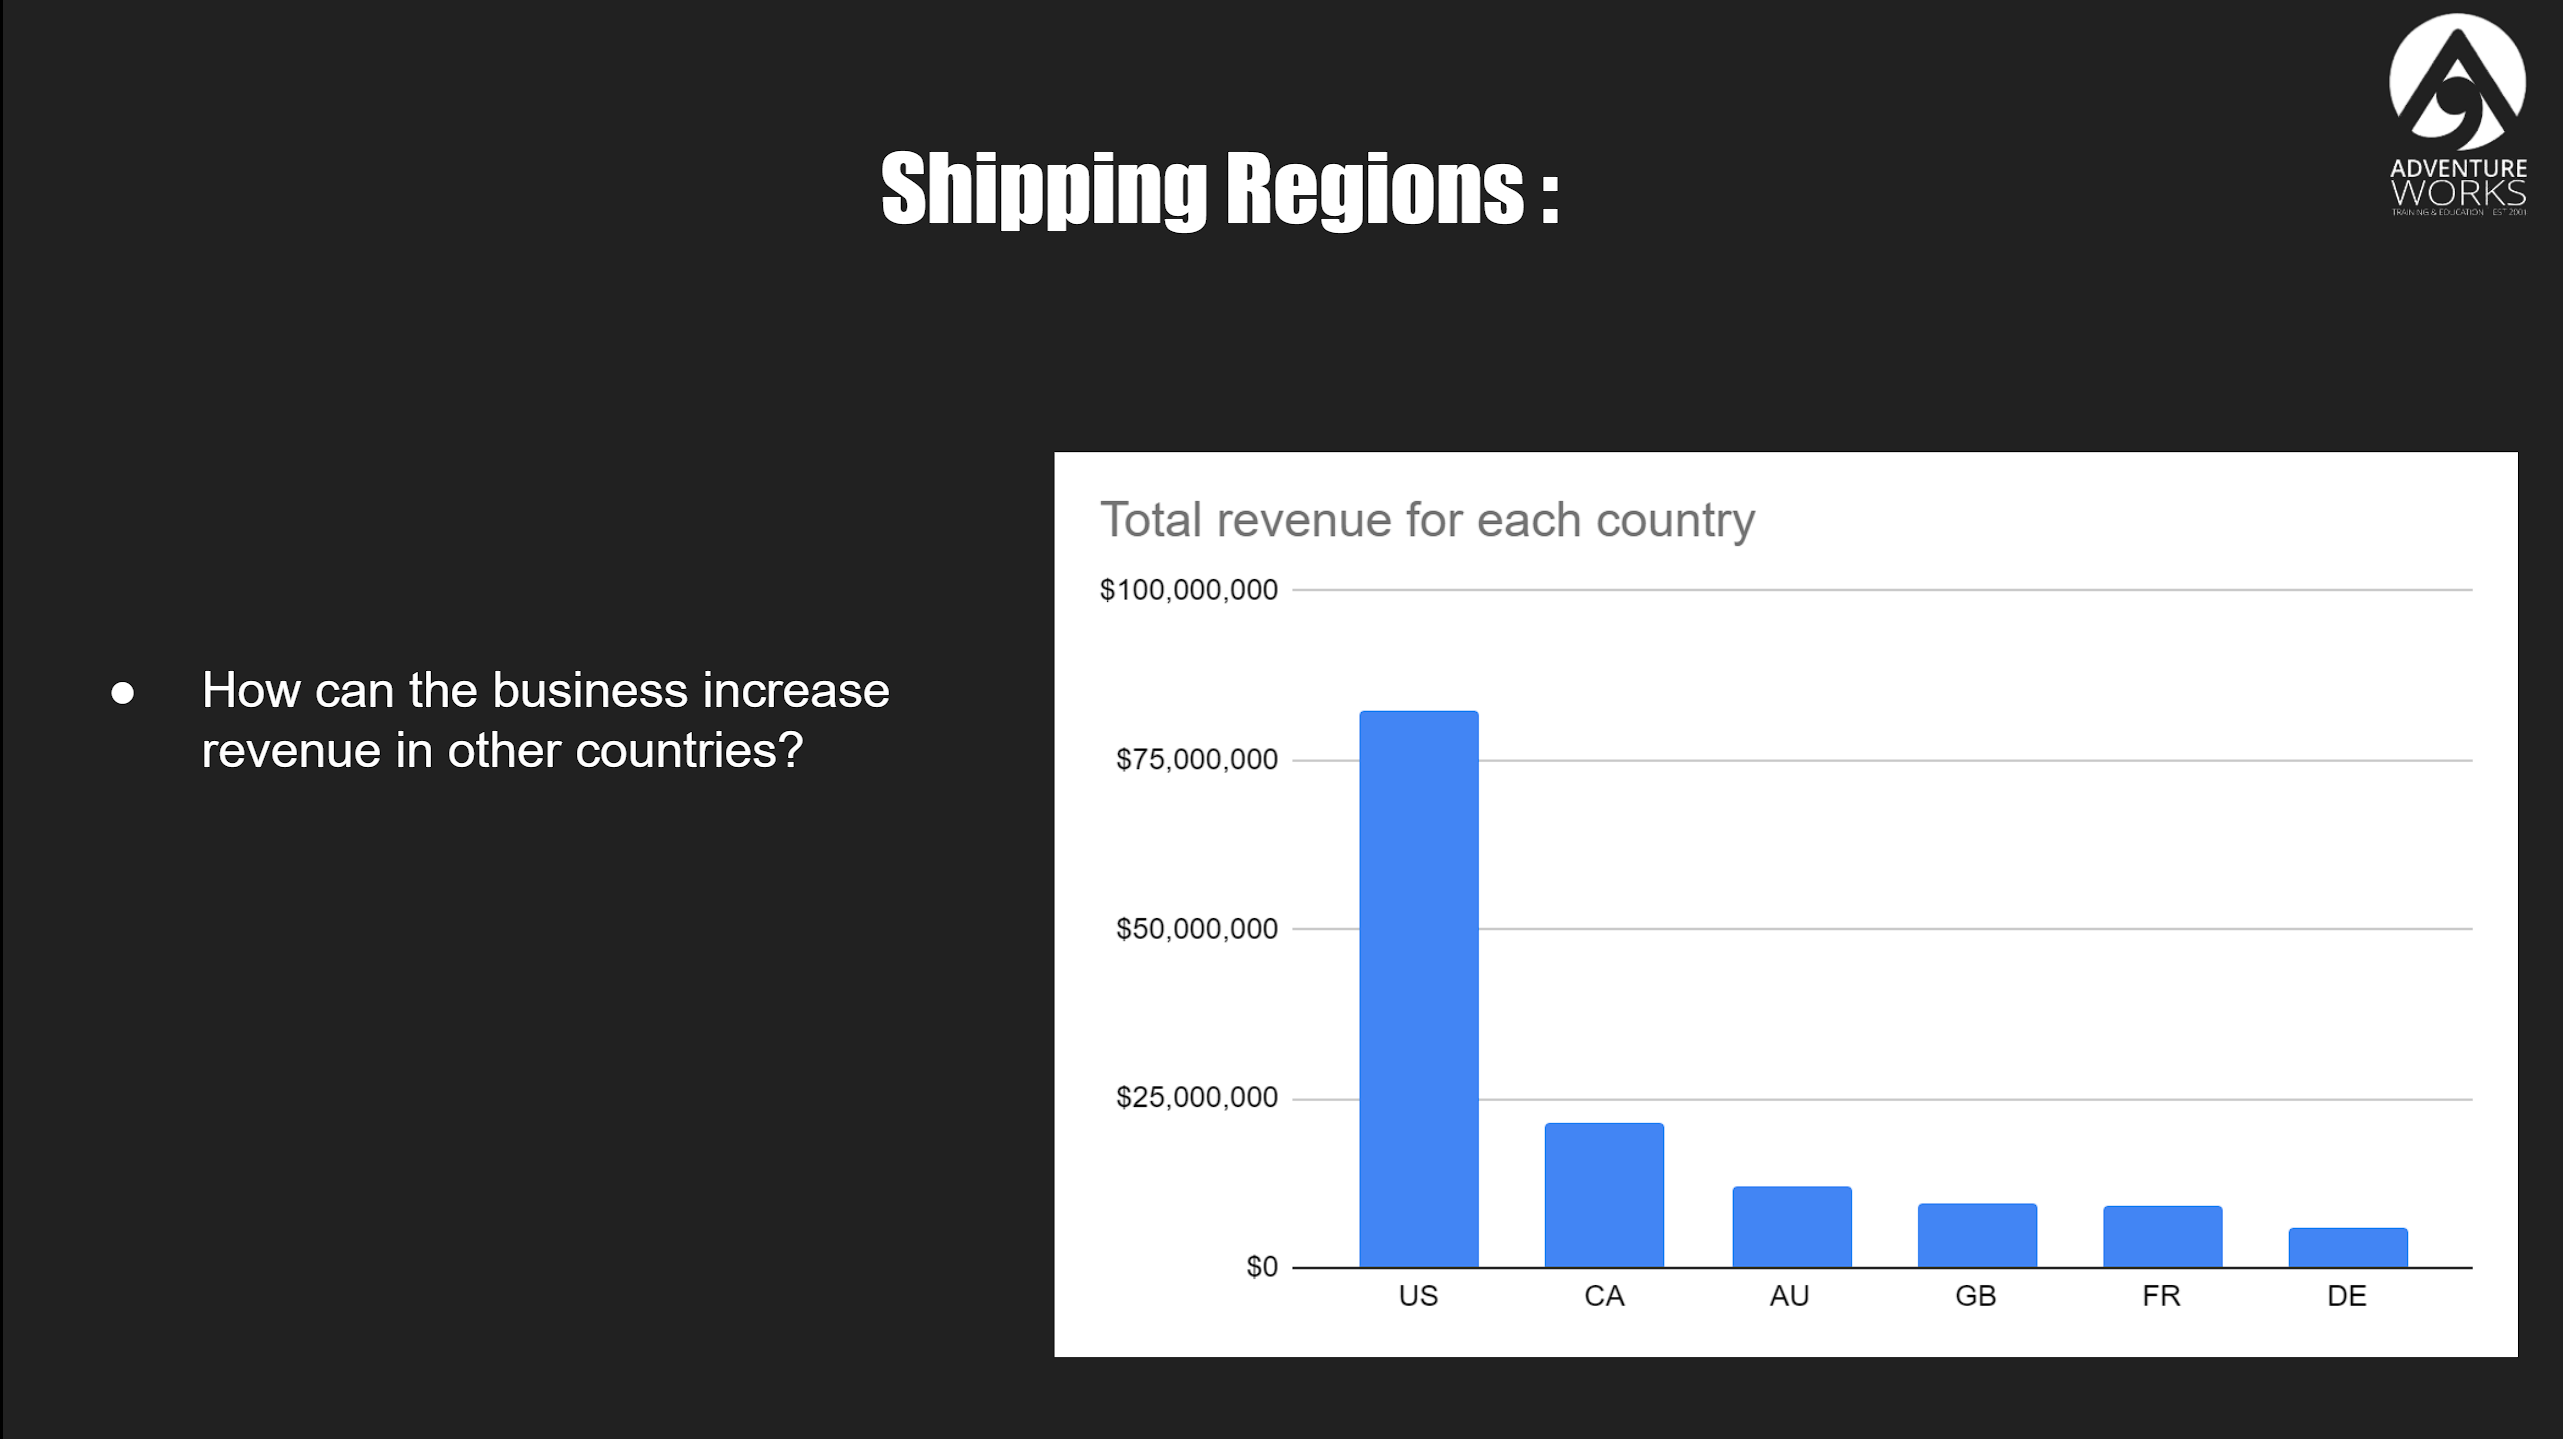 ADVENTURE
WORKS
TRAINING & EDUCATION EST 2001
Shipping Regions :
● How can the business increase
revenue in other countries?
Total revenue for each country
$100,000,000
$75,000,000
$50,000,000
$25,000,000
$0
US CA AU GB FR DE